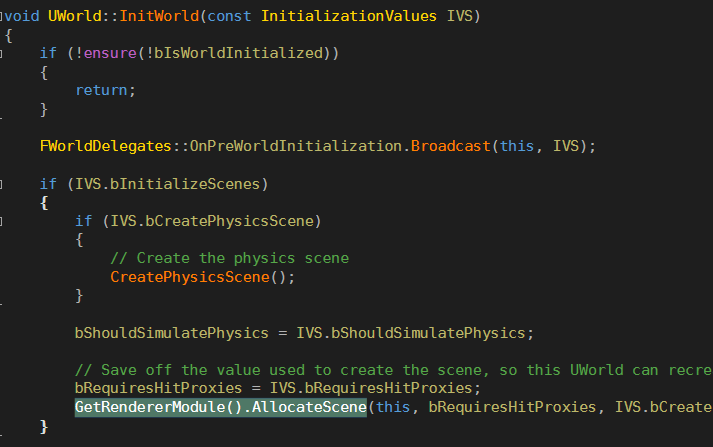 void UWorld::InitWorld(const InitializationValues IVS)
{
if (!ensure(!bIsWorldInitialized))
{
return;
}
FWorldDelegates::OnPreWorldInitialization.Broadcast(this, IVS);
if (IVS.bInitializeScenes)
{
if (IVS.bCreatePhysicsScene)
{
// Create the physics scene
CreatePhysicsScene();
}
bShouldSimulatePhysics = IVS.bShouldSimulatePhysics;
// Save off the value used to create the scene, so this UWorld can recre
bRequiresHitProxies = IVS.bRequiresHitProxies;
GetRendererModule().AllocateScene(this, bRequiresHitProxies, IVS.bCreate
}